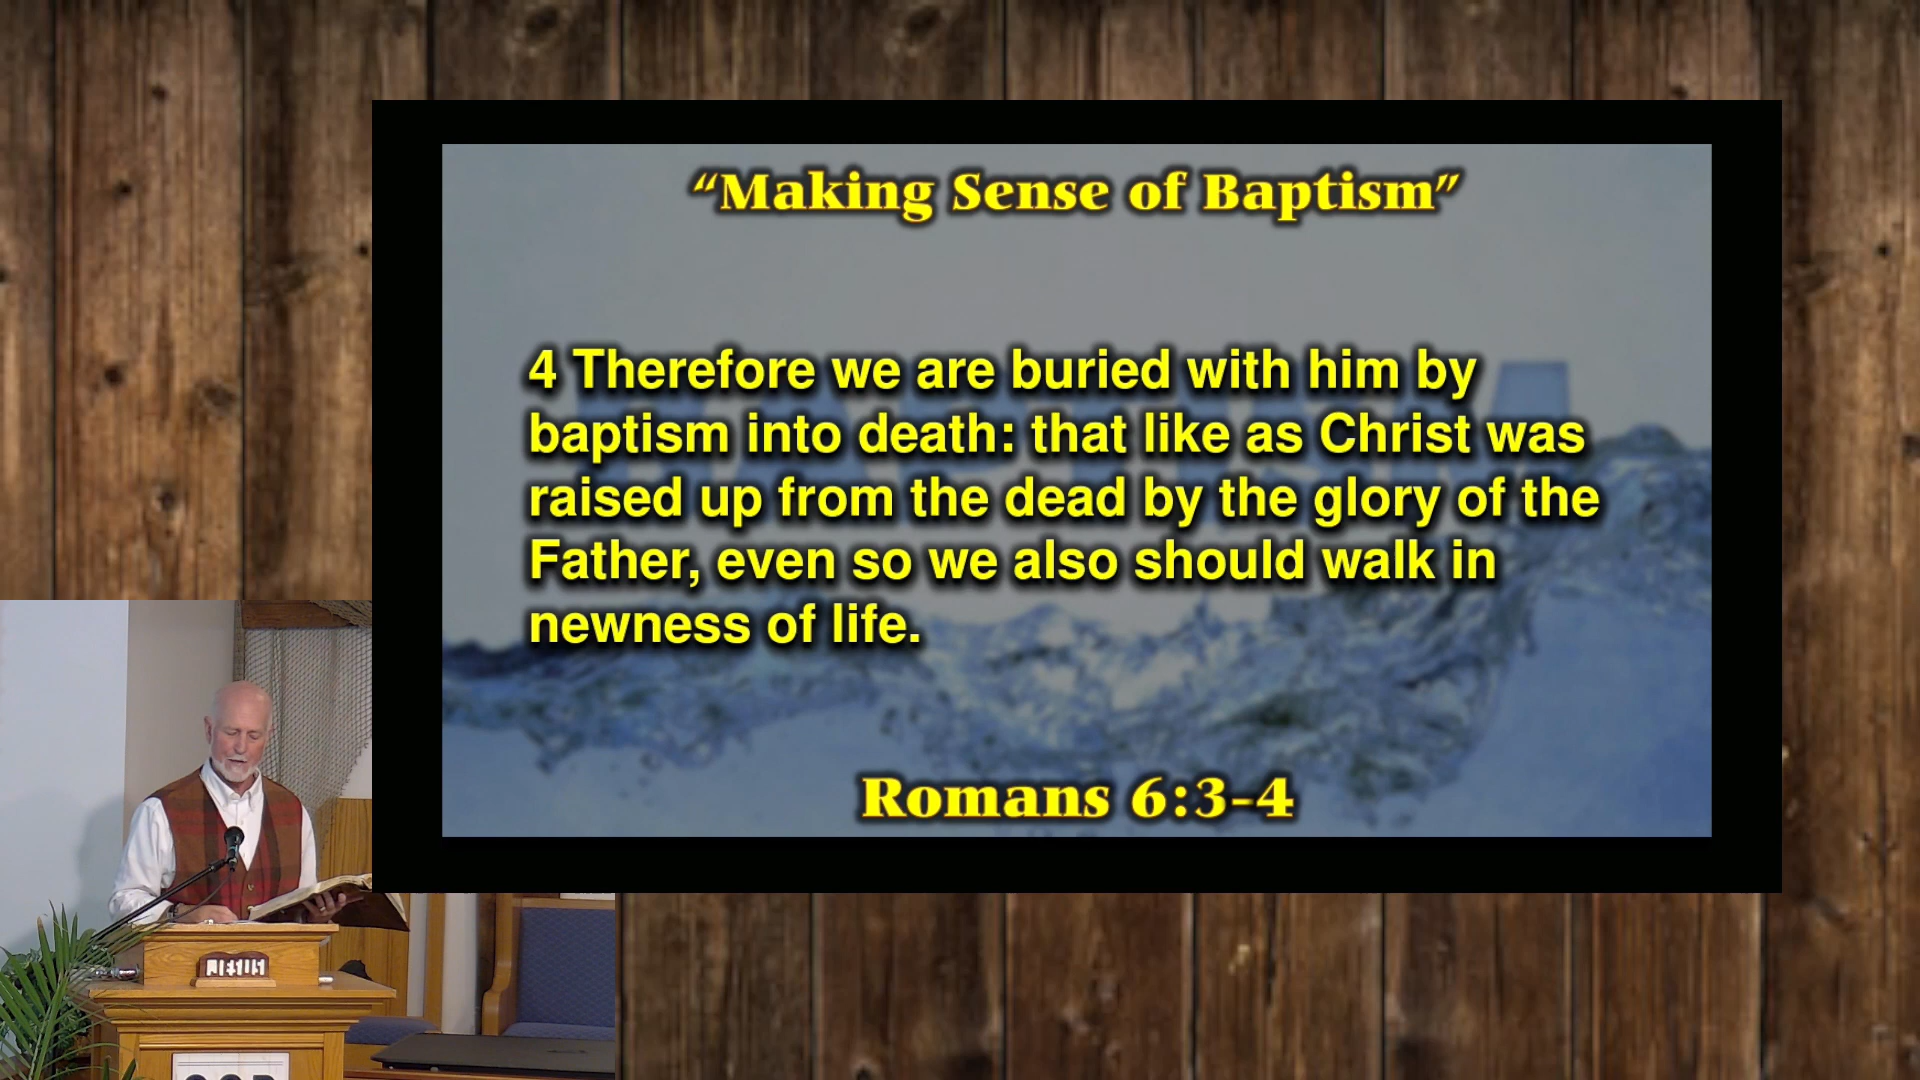 “Making Sense of Baptism”
4 Therefore we are buried with him by
baptism into death: that like as Christ was
raised up from the dead by the glory of the
Father, even so we also should walk in
newness of life.
Romans 6:3-4